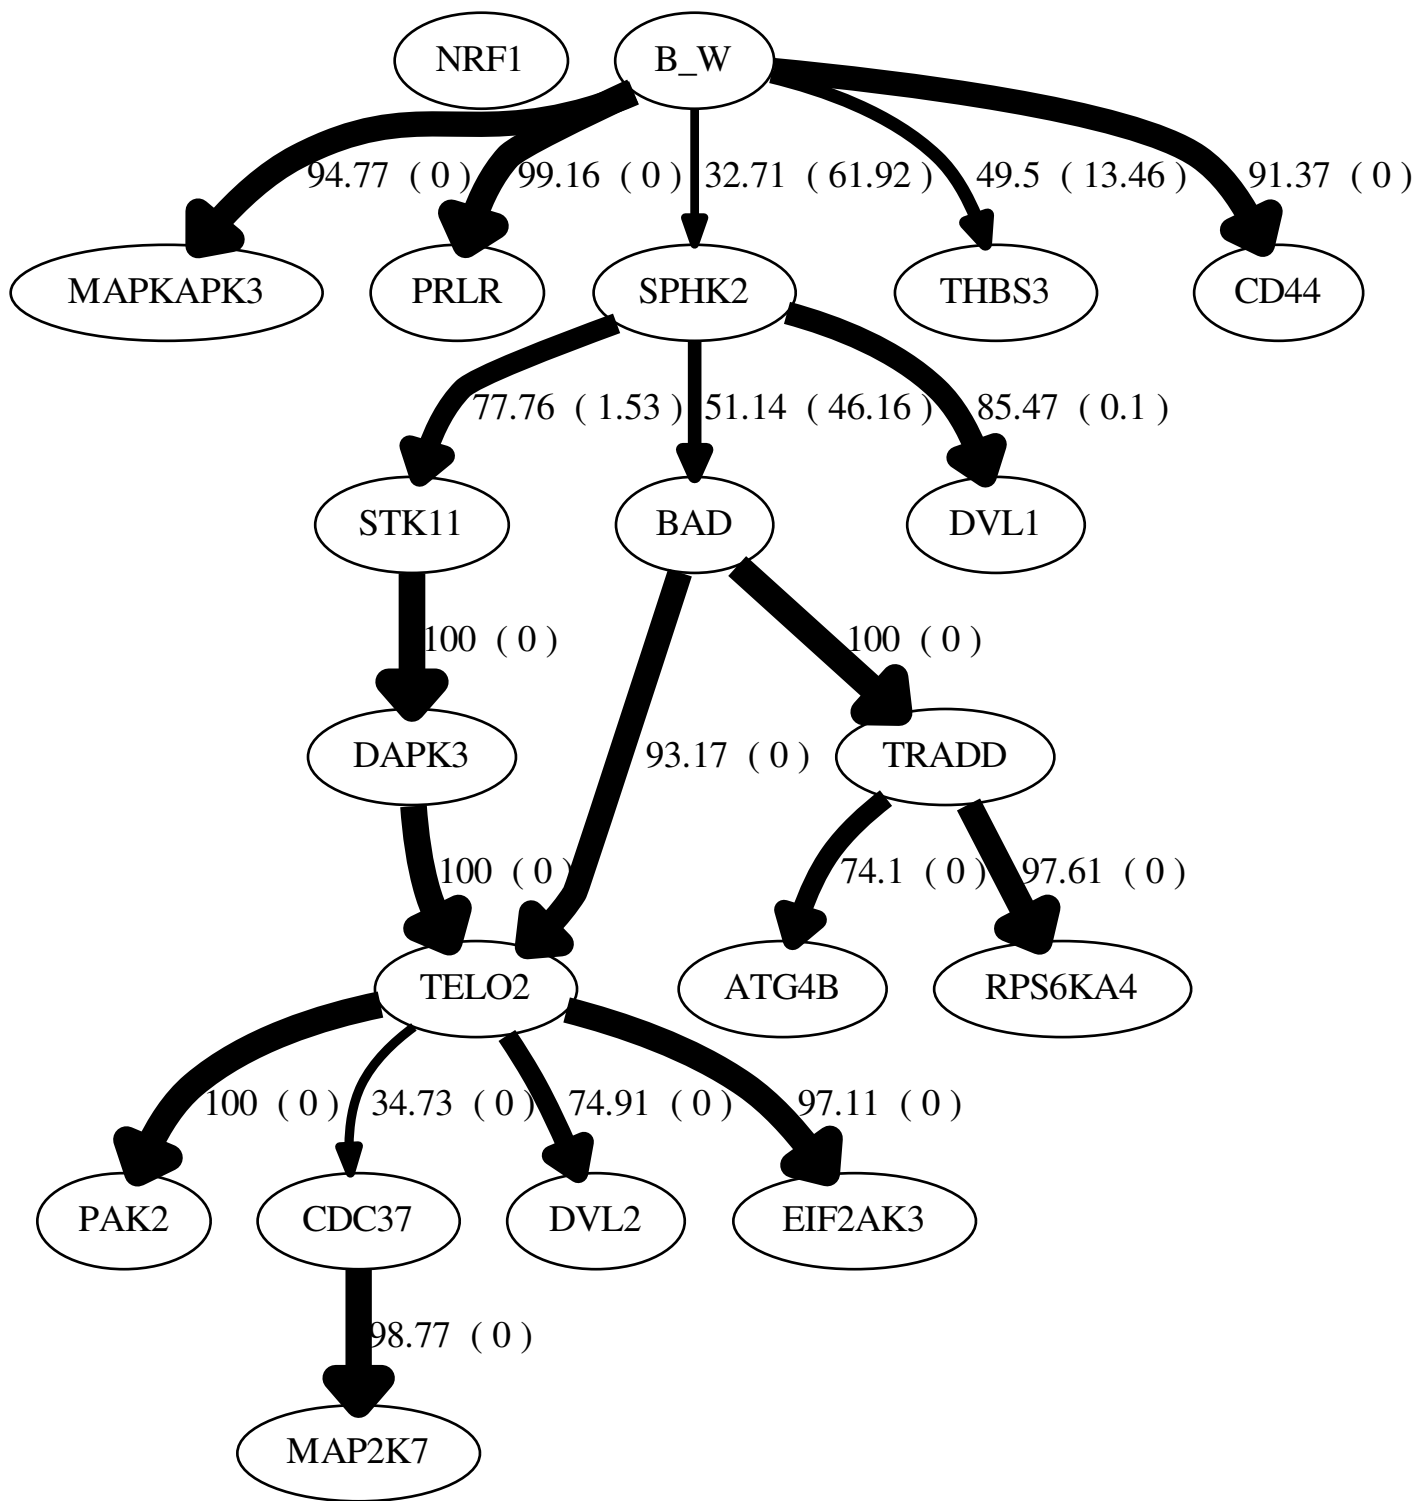 NRF1 B_W
94.77 ( 0 ) 99.16 ( 0 ) 32.71 ( 61.92 ) 49.5 ( 13.46 ) 91.37 ( 0 )
MAPKAPK3 PRLR SPHK2 THBS3 CD44
77.76 ( 1.53 ) 51.14 ( 46.16 ) 85.47 ( 0.1 )
STK11 BAD DVL1
100 ( 0 ) 100 ( 0 )
DAPK3 93.17 ( 0 ) TRADD
100 ( 0 ) 74.1 ( 0 ) 97.61 ( 0 )
TELO2 ATG4B RPS6KA4
100 ( 0 ) 34.73 ( 0 ) 74.91 ( 0 ) 97.11 ( 0 )
PAK2 CDC37 DVL2 EIF2AK3
98.77 ( 0 )
MAP2K7